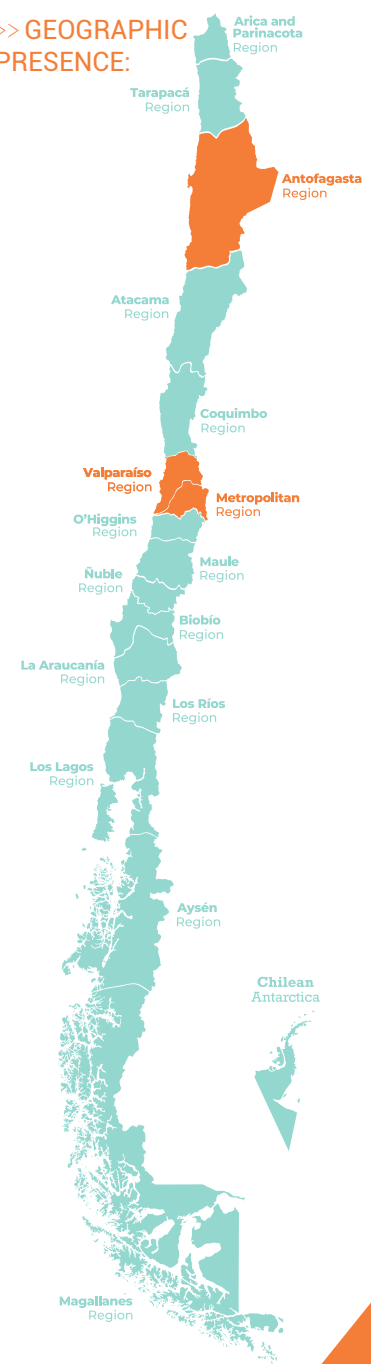 >> GEOGRAPHIC
PRESENCE:
Arica and
Parinacota
Region
Tarapacá
Region
Antofagasta
Region
Atacama
Region
Coquimbo
Region
Valparaíso
Region
Metropolitan
Region
O'Higgins
Region
Maule
Region
Ñuble
Region
Biobío
Region
La Araucanía
Region
Los Ríos
Region
Los Lagos
Region
Aysén
Region
Chilean
Antarctica
Magallanes
Region